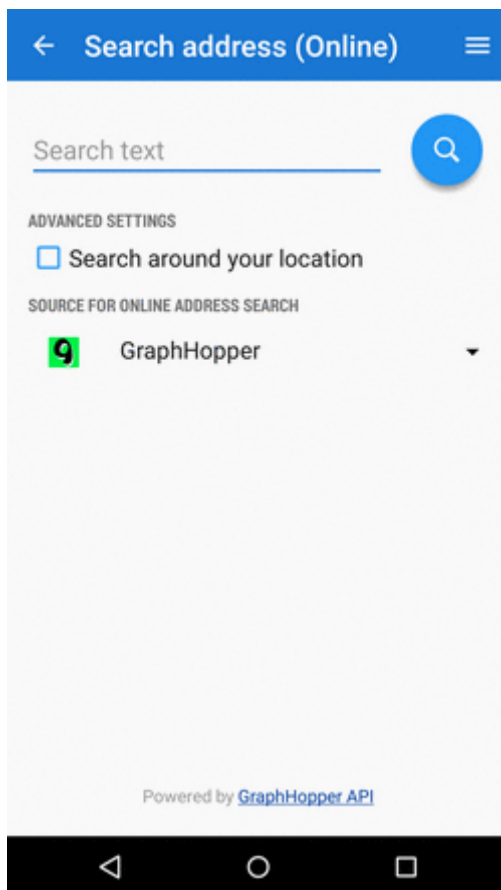 Search address (Online)
Search text
ADVANCED SETTINGS
Search around your location
SOURCE FOR ONLINE ADDRESS SEARCH
GraphHopper
Powered by GraphHopper API